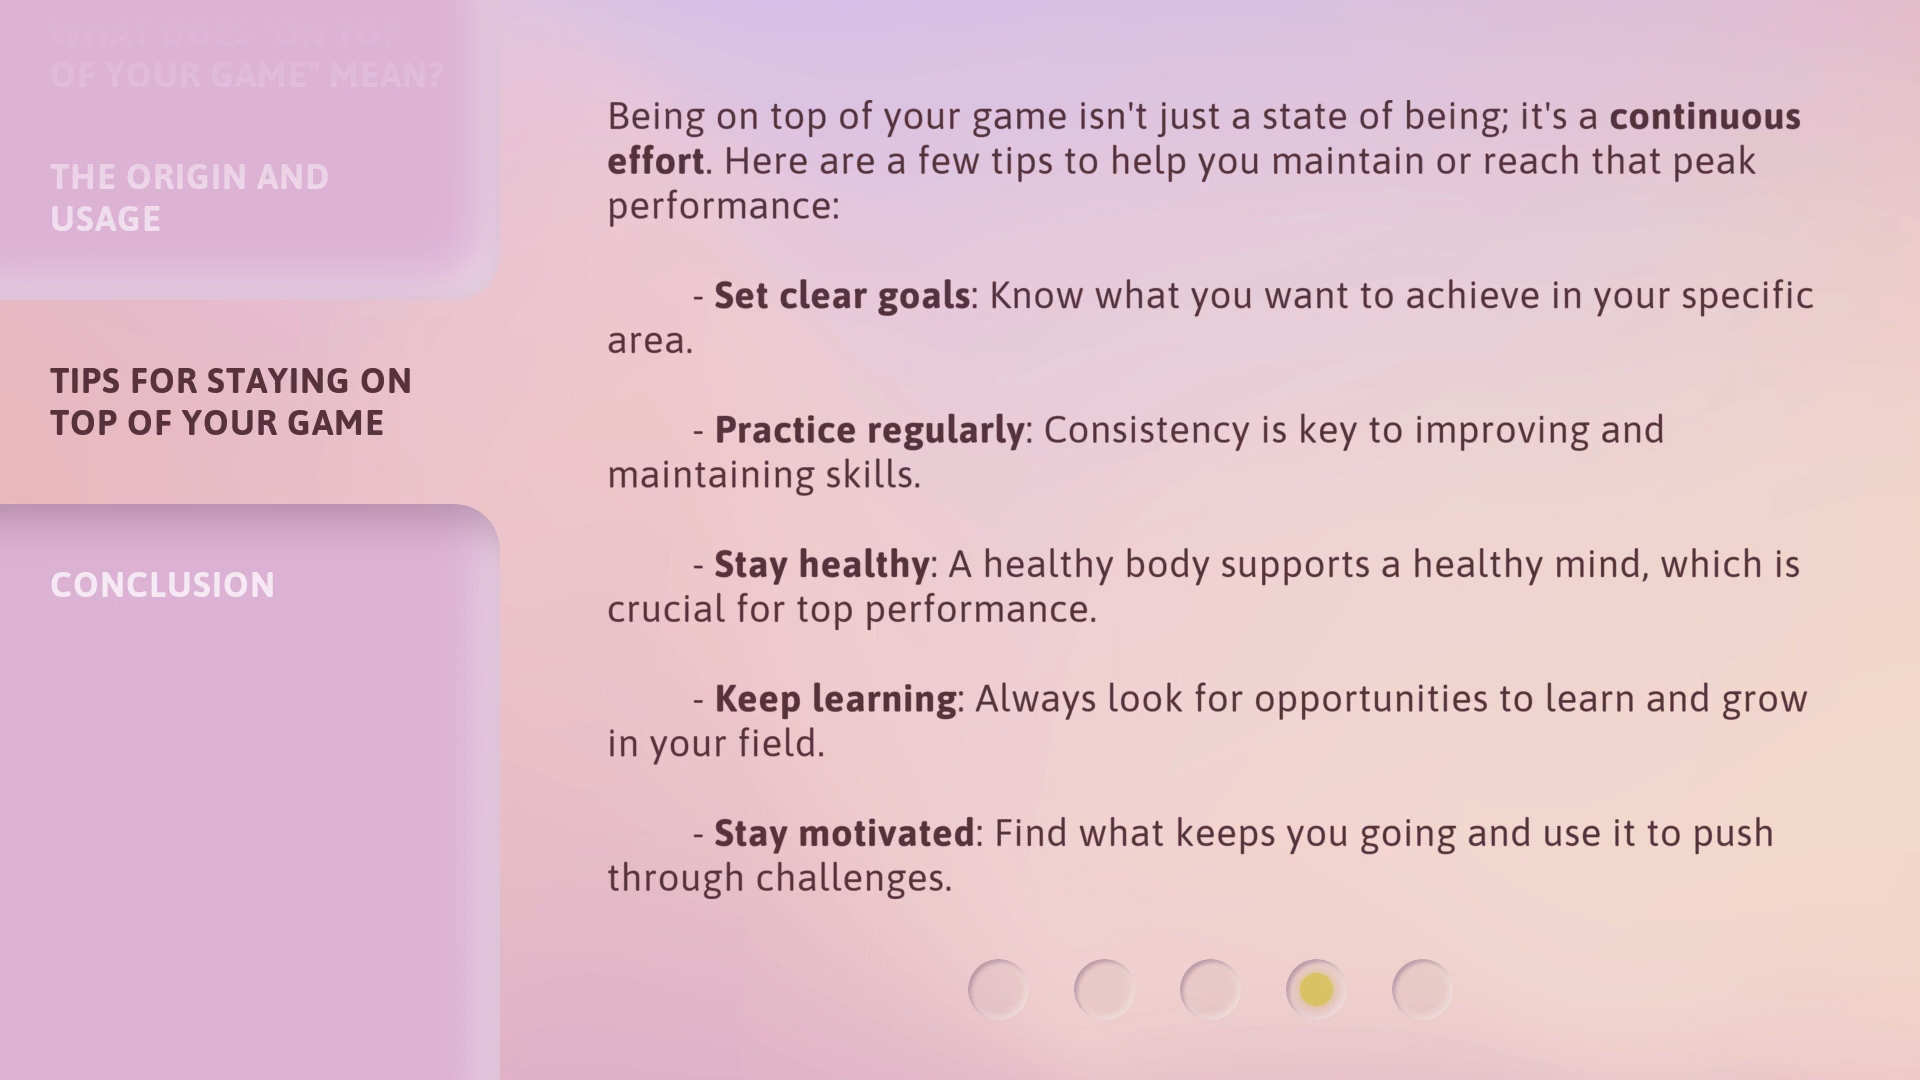 WHAT DOES "ON TOP
OF YOUR GAME" MEAN?
THE ORIGIN AND
USAGE
TIPS FOR STAYING ON
TOP OF YOUR GAME
CONCLUSION
Being on top of your game isn't just a state of being; it's a continuous
effort. Here are a few tips to help you maintain or reach that peak
performance:
- Set clear goals: Know what you want to achieve in your specific
area.
- Practice regularly: Consistency is key to improving and
maintaining skills.
- Stay healthy: A healthy body supports a healthy mind, which is
crucial for top performance.
- Keep learning: Always look for opportunities to learn and grow
in your field.
- Stay motivated: Find what keeps you going and use it to push
through challenges.